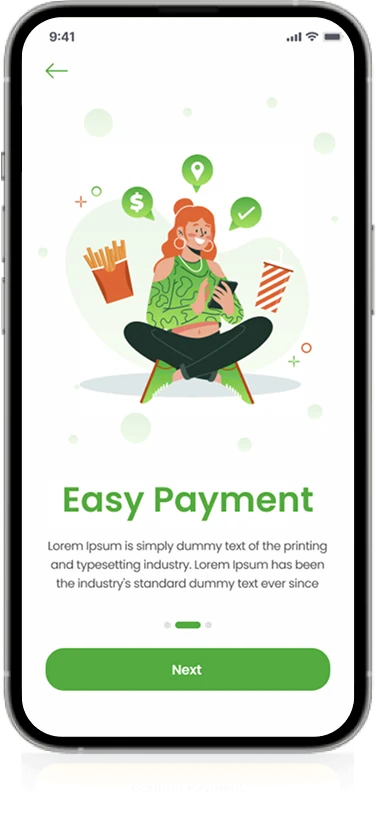 9:41
$
Easy Payment
Lorem Ipsum is simply dummy text of the printing
and typesetting industry. Lorem Ipsum has been
the industry's standard dummy text ever since
Next